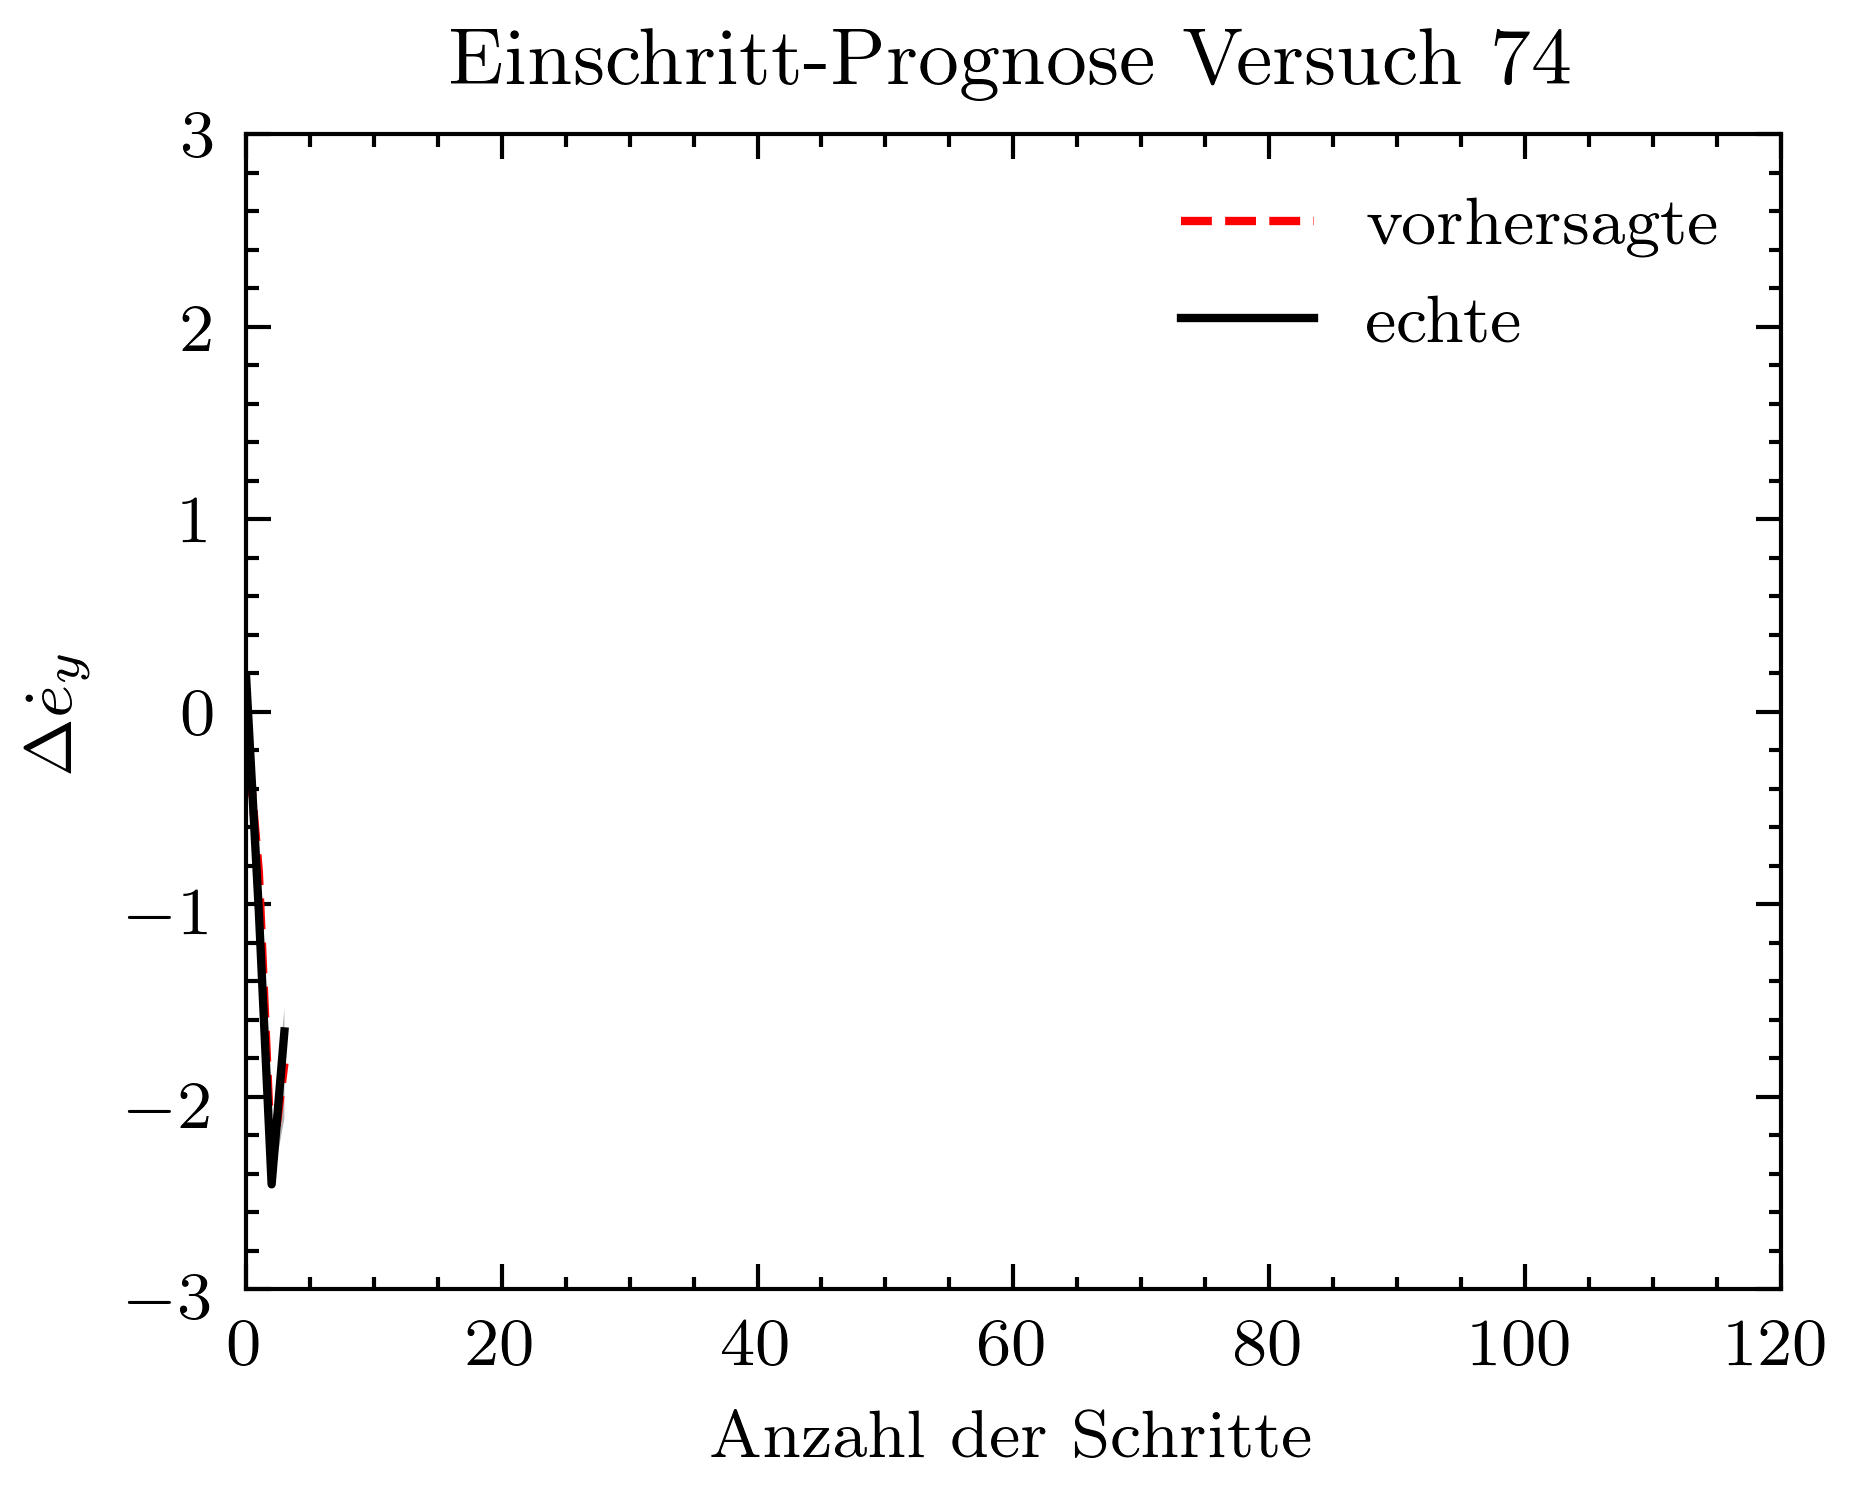 Einschritt-Prognose Versuch 74
3
2
1
0
−1
−2
−3
Δė_y
vorhersagte
echte
0 20 40 60 80 100 120
Anzahl der Schritte